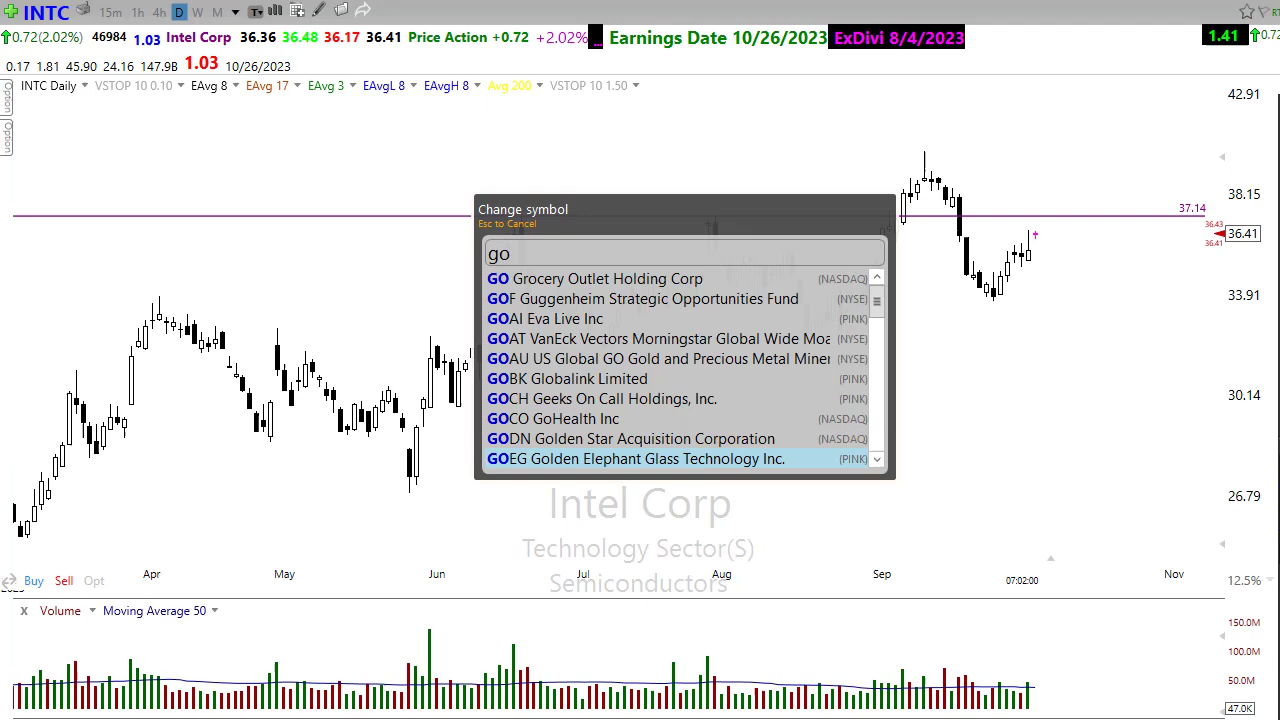 INTC 15m 1h 4h D W M T
0.72(2.02%) 46984 1.03 Intel Corp 36.36 36.48 36.17 36.41 Price Action +0.72 +2.02% ... Earnings Date 10/26/2023 ExDivi 8/4/2023 1.41 0.72
0.17 1.81 45.90 24.16 147.9B 1.03 10/26/2023
INTC Daily VSTOP 10 0.10 EAvg 8 EAvg 17 EAvg 3 EAvgL 8 EAvgH 8 Avg 200 VSTOP 10 1.50
Option
Option
42.91
38.15
37.14
36.43
36.41
36.41
33.91
30.14
26.79
Change symbol
Esc to Cancel
go
GO Grocery Outlet Holding Corp (NASDAQ)
GOF Guggenheim Strategic Opportunities Fund (NYSE)
GOAI Eva Live Inc (PINK)
GOAT VanEck Vectors Morningstar Global Wide Moa (NYSE)
GOAU US Global GO Gold and Precious Metal Miner (NYSE)
GOBK Globalink Limited (PINK)
GOCH Geeks On Call Holdings, Inc. (PINK)
GOCO GoHealth Inc (NASDAQ)
GODN Golden Star Acquisition Corporation (NASDAQ)
GOEG Golden Elephant Glass Technology Inc. (PINK)
Intel Corp
Technology Sector(S)
Semiconductors
Buy Sell Opt
Apr May Jun Jul Aug Sep 07:02:00 Nov
12.5%
x Volume Moving Average 50
150.0M
100.0M
50.0M
47.0K